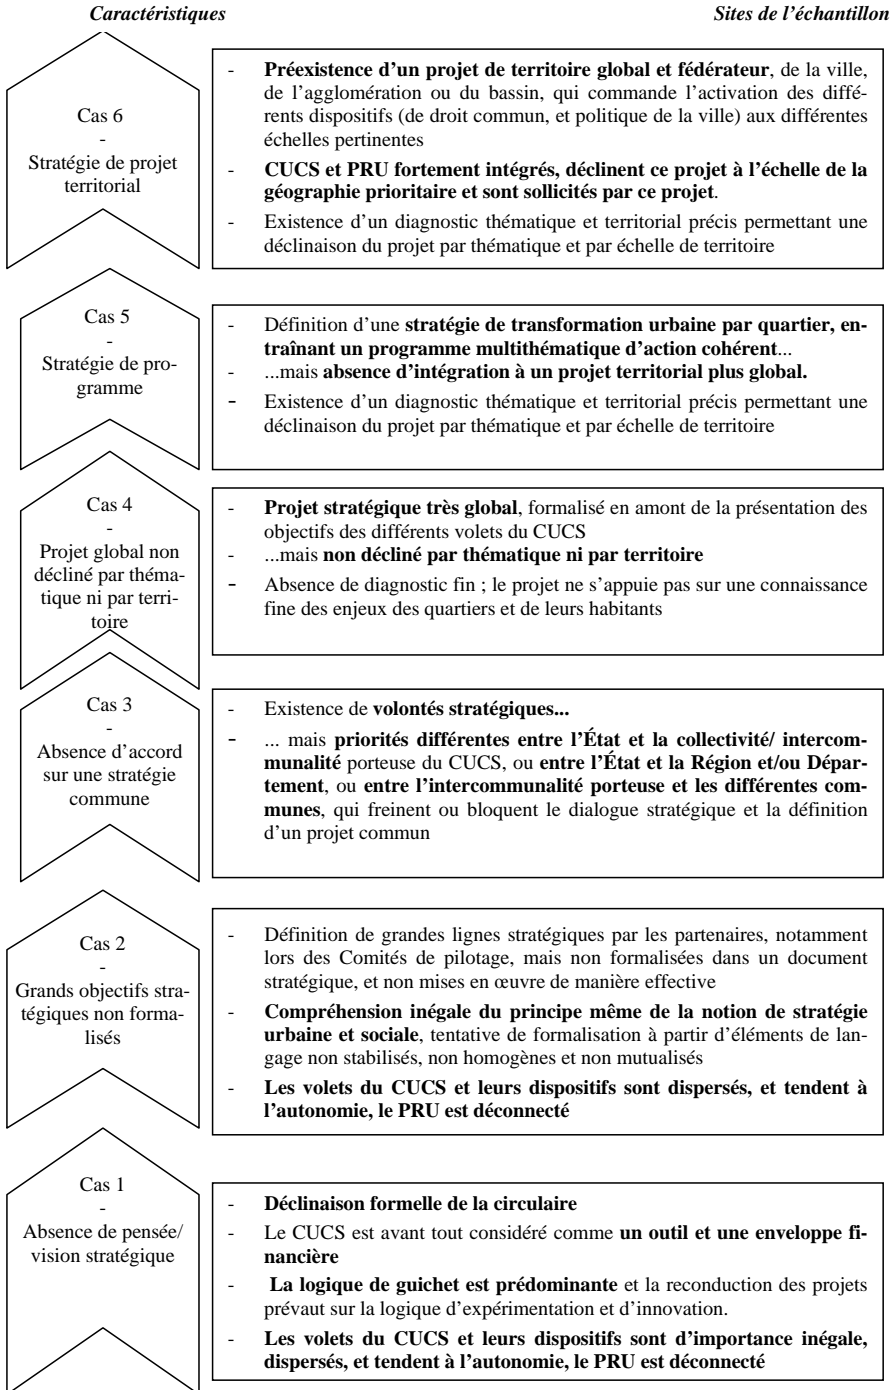 Caractéristiques
Sites de l’échantillon
Cas 6
-
Stratégie de projet
territorial
- Préexistence d’un projet de territoire global et fédérateur, de la ville,
de l’agglomération ou du bassin, qui commande l’activation des diffé-
rents dispositifs (de droit commun, et politique de la ville) aux différentes
échelles pertinentes
- CUCS et PRU fortement intégrés, déclinent ce projet à l’échelle de la
géographie prioritaire et sont sollicités par ce projet.
- Existence d’un diagnostic thématique et territorial précis permettant une
déclinaison du projet par thématique et par échelle de territoire
Cas 5
-
Stratégie de pro-
gramme
- Définition d’une stratégie de transformation urbaine par quartier, en-
traînant un programme multithématique d’action cohérent...
- ...mais absence d’intégration à un projet territorial plus global.
- Existence d’un diagnostic thématique et territorial précis permettant une
déclinaison du projet par thématique et par échelle de territoire
Cas 4
-
Projet global non
décliné par théma-
tique ni par terri-
toire
- Projet stratégique très global, formalisé en amont de la présentation des
objectifs des différents volets du CUCS
- ...mais non décliné par thématique ni par territoire
- Absence de diagnostic fin ; le projet ne s’appuie pas sur une connaissance
fine des enjeux des quartiers et de leurs habitants
Cas 3
-
Absence d’accord
sur une stratégie
commune
- Existence de volontés stratégiques...
- ... mais priorités différentes entre l’État et la collectivité/ intercom-
munalité porteuse du CUCS, ou entre l’État et la Région et/ou Dépar-
tement, ou entre l’intercommunalité porteuse et les différentes com-
munes, qui freinent ou bloquent le dialogue stratégique et la définition
d’un projet commun
Cas 2
-
Grands objectifs stra-
tégiques non forma-
lisés
- Définition de grandes lignes stratégiques par les partenaires, notamment
lors des Comités de pilotage, mais non formalisées dans un document
stratégique, et non mises en œuvre de manière effective
- Compréhension inégale du principe même de la notion de stratégie
urbaine et sociale, tentative de formalisation à partir d’éléments de lan-
gage non stabilisés, non homogènes et non mutualisés
- Les volets du CUCS et leurs dispositifs sont dispersés, et tendent à
l’autonomie, le PRU est déconnecté
Cas 1
-
Absence de pensée/
vision stratégique
- Déclinaison formelle de la circulaire
- Le CUCS est avant tout considéré comme un outil et une enveloppe fi-
nancière
- La logique de guichet est prédominante et la reconduction des projets
prévaut sur la logique d’expérimentation et d’innovation.
- Les volets du CUCS et leurs dispositifs sont d’importance inégale,
dispersés, et tendent à l’autonomie, le PRU est déconnecté